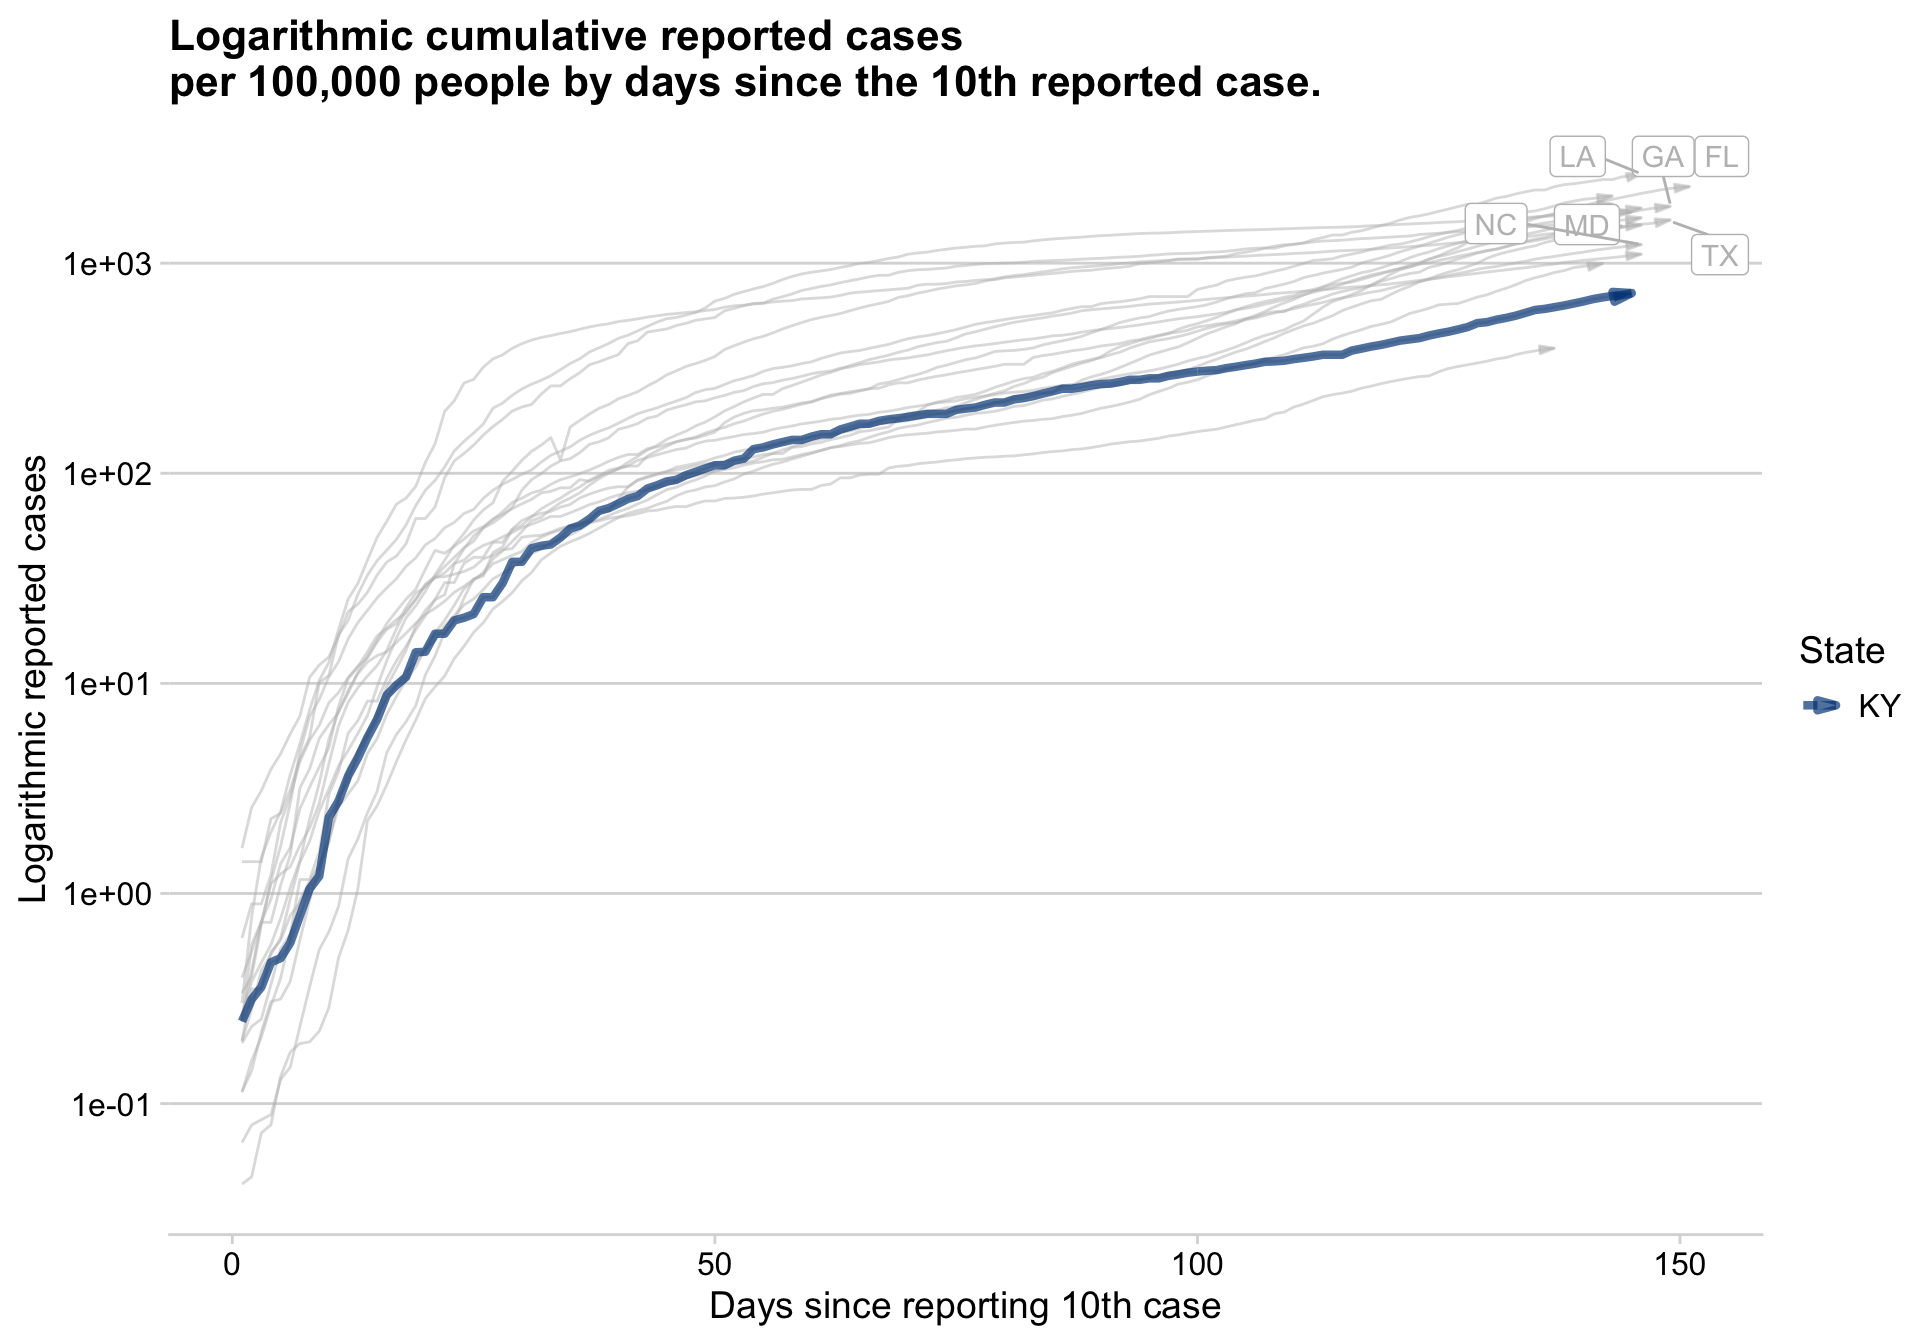 Logarithmic cumulative reported cases
per 100,000 people by days since the 10th reported case.
LA
GA
FL
NC
MD
TX
1e+03
1e+02
1e+01
1e+00
1e-01
Logarithmic reported cases
State
KY
0
50
100
150
Days since reporting 10th case